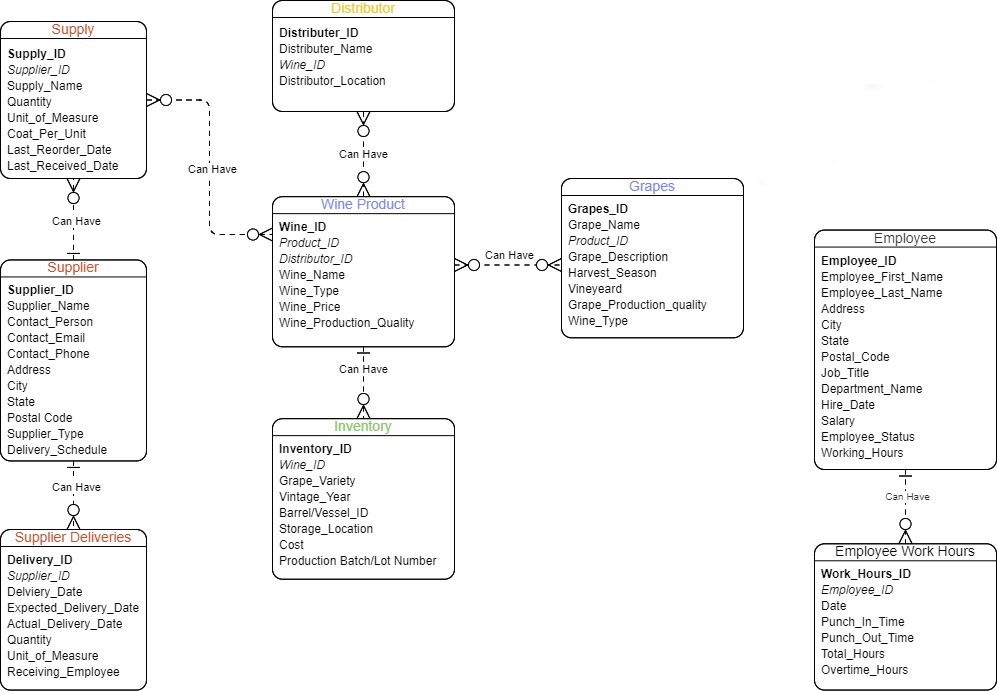 Supply
Supply_ID
Supplier_ID
Supply_Name
Quantity
Unit_of_Measure
Coat_Per_Unit
Last_Reorder_Date
Last_Received_Date
Can Have
Supplier
Supplier_ID
Supplier_Name
Contact_Person
Contact_Email
Contact_Phone
Address
City
State
Postal Code
Supplier_Type
Delivery_Schedule
Can Have
Supplier Deliveries
Delivery_ID
Supplier_ID
Delviery_Date
Expected_Delivery_Date
Actual_Delivery_Date
Quantity
Unit_of_Measure
Receiving_Employee
Can Have
Distributor
Distributer_ID
Distributer_Name
Wine_ID
Distributor_Location
Can Have
Wine Product
Wine_ID
Product_ID
Distributor_ID
Wine_Name
Wine_Type
Wine_Price
Wine_Production_Quality
Can Have
Inventory
Inventory_ID
Wine_ID
Grape_Variety
Vintage_Year
Barrel/Vessel_ID
Storage_Location
Cost
Production Batch/Lot Number
Can Have
Grapes
Grapes_ID
Grape_Name
Product_ID
Grape_Description
Harvest_Season
Vineyeard
Grape_Production_quality
Wine_Type
Employee
Employee_ID
Employee_First_Name
Employee_Last_Name
Address
City
State
Postal_Code
Job_Title
Department_Name
Hire_Date
Salary
Employee_Status
Working_Hours
Can Have
Employee Work Hours
Work_Hours_ID
Employee_ID
Date
Punch_In_Time
Punch_Out_Time
Total_Hours
Overtime_Hours